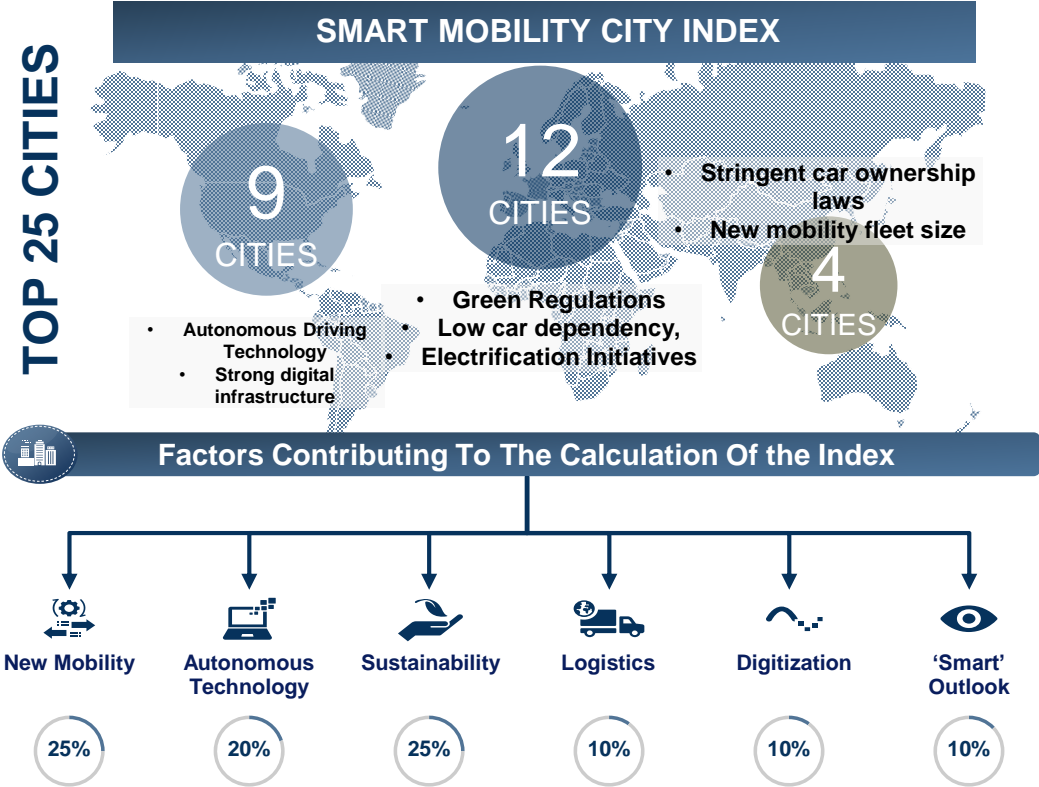 SMART MOBILITY CITY INDEX
TOP 25 CITIES
9
CITIES
12
CITIES
4
CITIES
• Stringent car ownership
laws
• New mobility fleet size
• Green Regulations
• Low car dependency,
• Electrification Initiatives
• Autonomous Driving
Technology
• Strong digital
infrastructure
Factors Contributing To The Calculation Of the Index
New Mobility
Autonomous
Technology
Sustainability
Logistics
Digitization
‘Smart’
Outlook
25%
20%
25%
10%
10%
10%